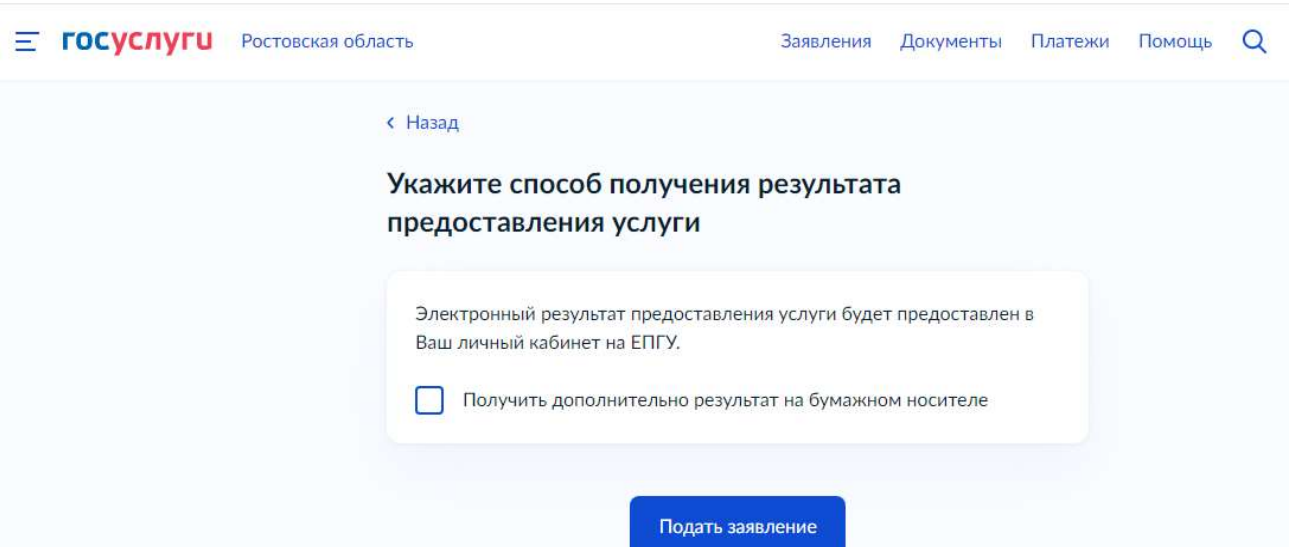 госуслуги Ростовская область Заявления Документы Платежи Помощь
Назад
Укажите способ получения результата
предоставления услуги
Электронный результат предоставления услуги будет предоставлен в
Ваш личный кабинет на ЕПГУ.
Получить дополнительно результат на бумажном носителе
Подать заявление